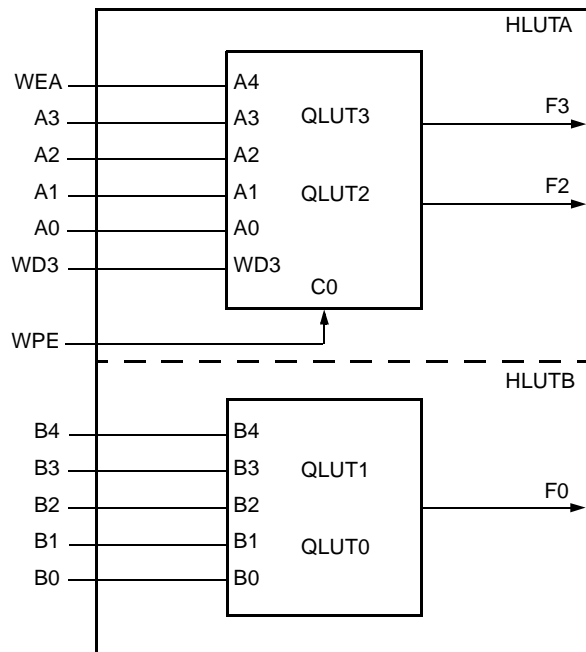 HLUTA
WEA A4
A3 A3 QLUT3 F3
A2 A2
A1 A1 QLUT2 F2
A0 A0
WD3 WD3
C0
WPE
HLUTB
B4 B4
B3 B3 QLUT1
B2 B2 F0
B1 B1 QLUT0
B0 B0